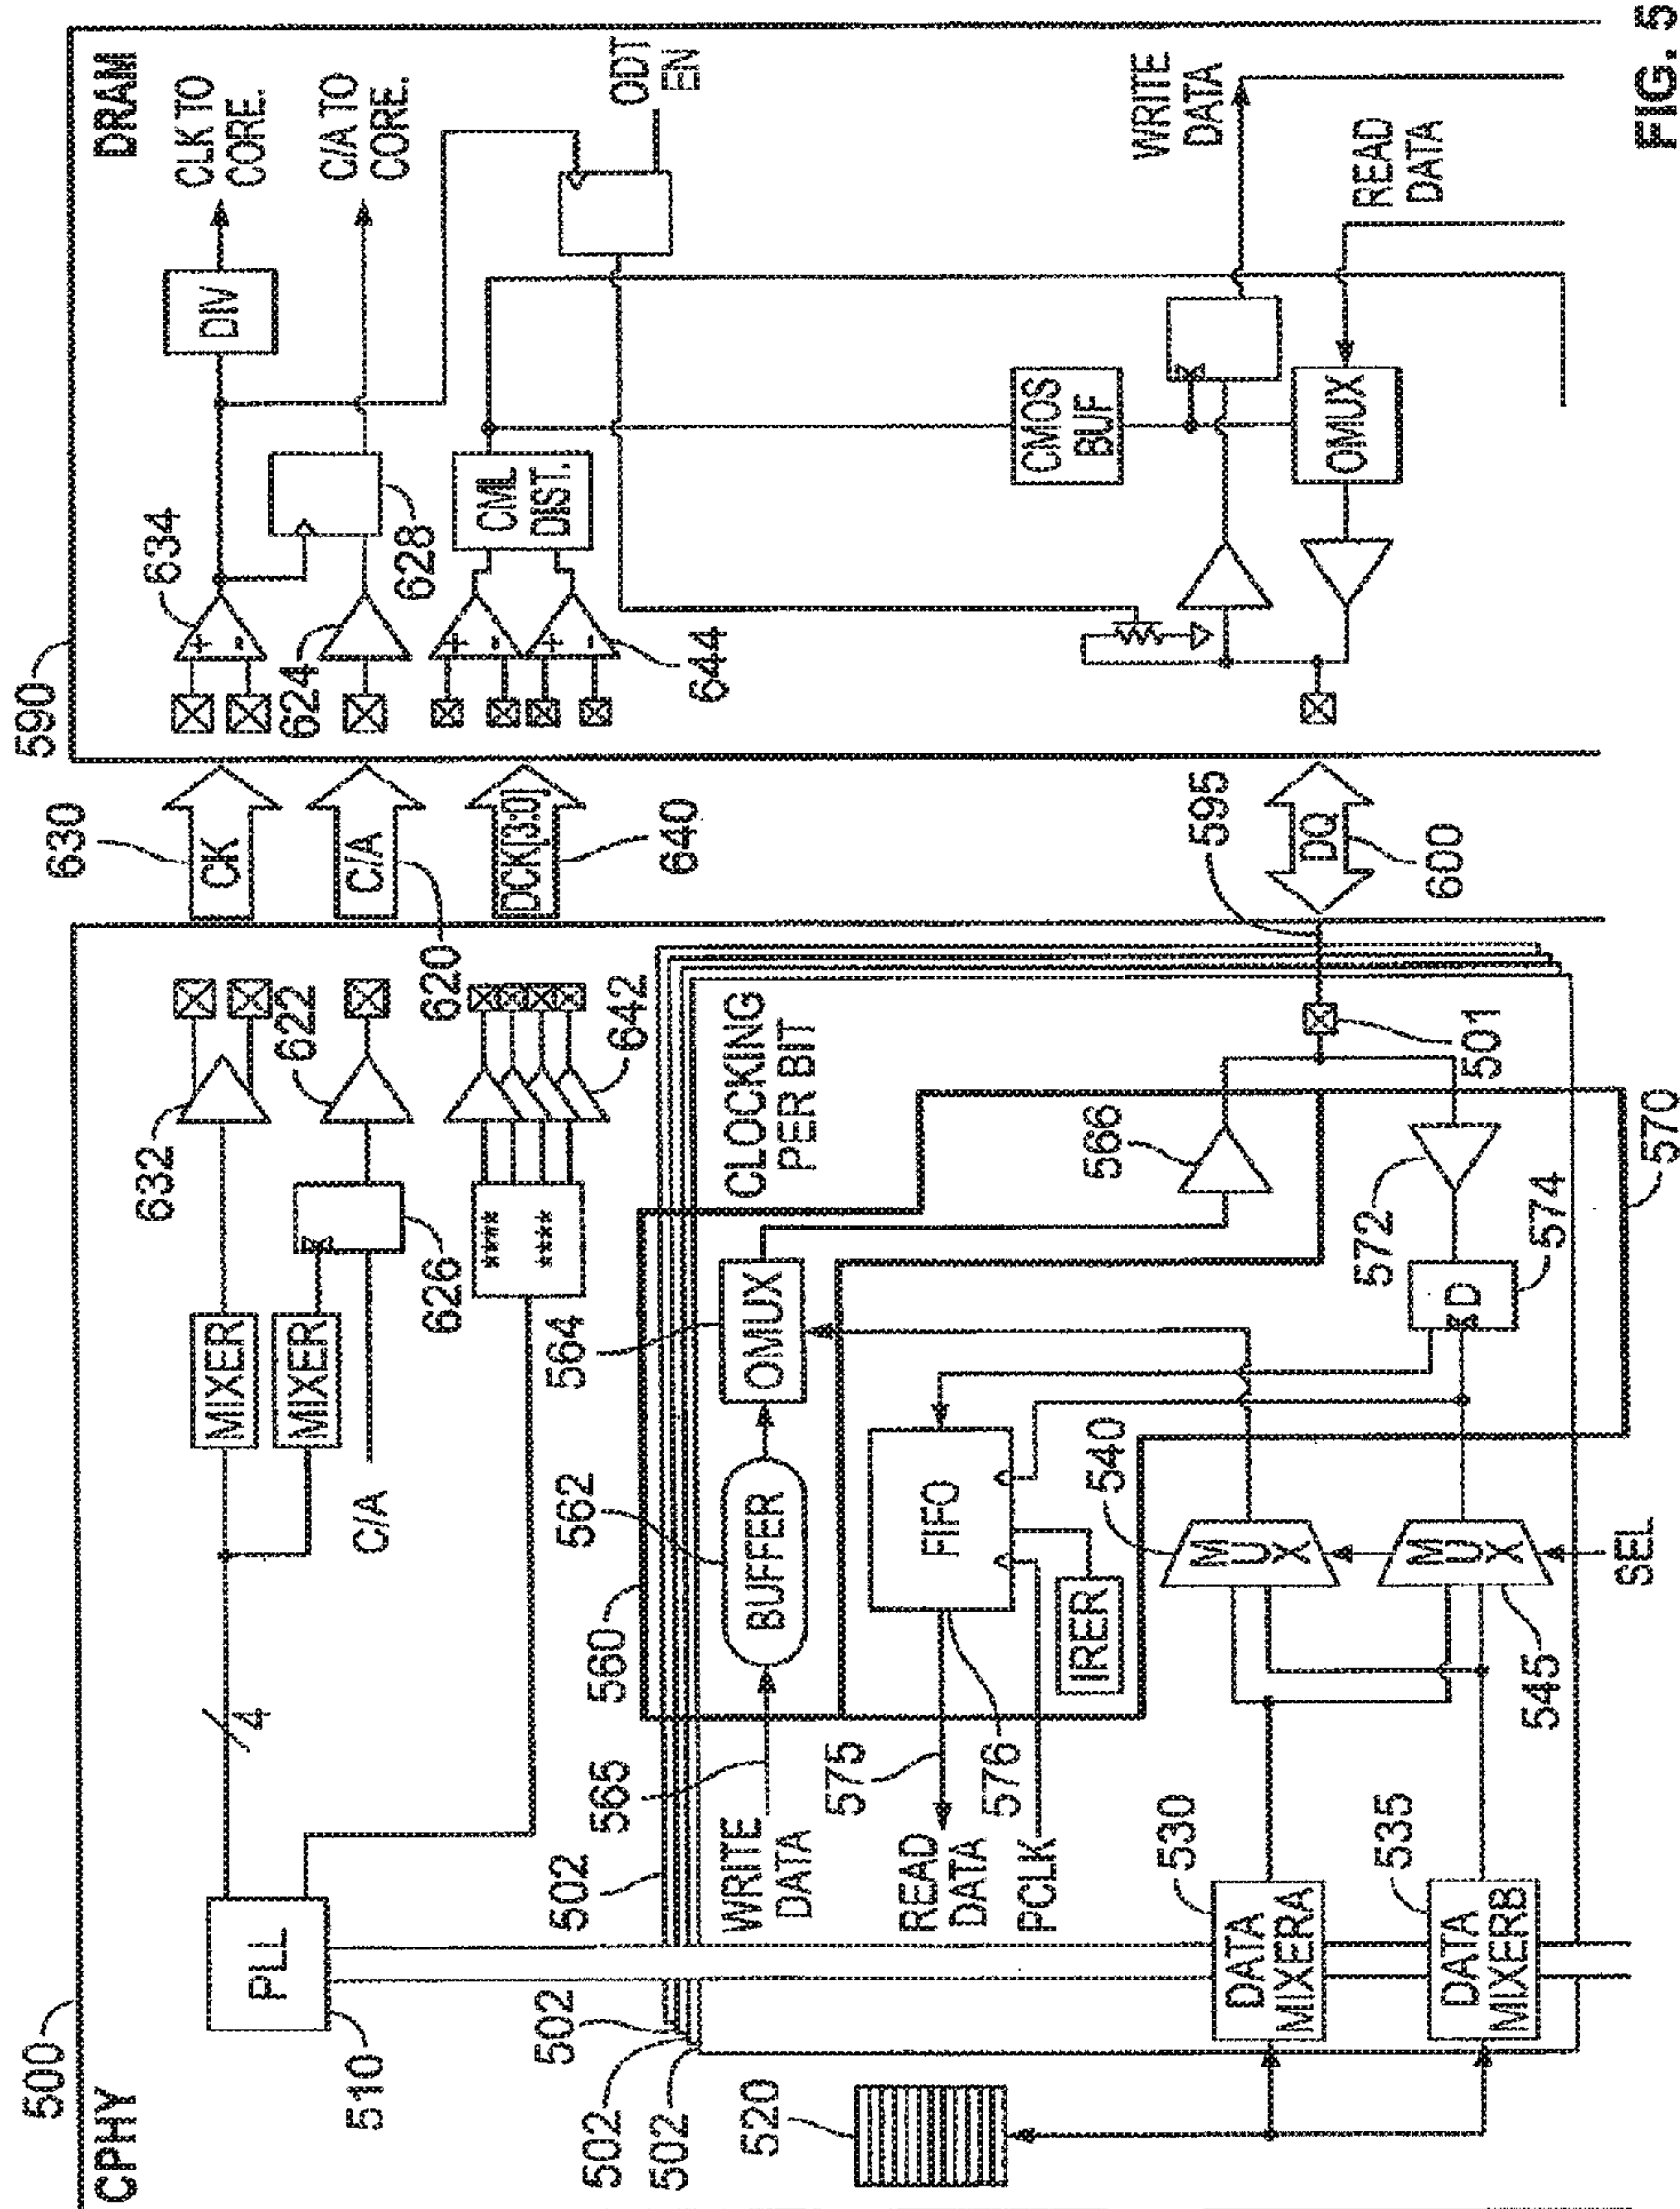 500
CPHY
PLL
510
4
MIXER
MIXER
C/A
632
622
626
****
****
642
630
CK
C/A
620
DCK[3:0]
640
590
DRAM
634
DIV
CLK TO
CORE.
C/A TO
CORE.
624
628
+
-
CML
DIST.
+
-
+
-
644
ODT
EN
502
502
502
502
CLOCKING
PER BIT
560
562
564
565
WRITE
DATA
BUFFER
OMUX
566
501
595
DQ
600
CMOS
BUF
WRITE
DATA
OMUX
READ
DATA
575
READ
DATA
576
PCLK
FIFO
IRER
572
D
574
570
520
530
DATA
MIXERA
535
DATA
MIXERB
540
MUX
545
MUX
SEL
FIG. 5